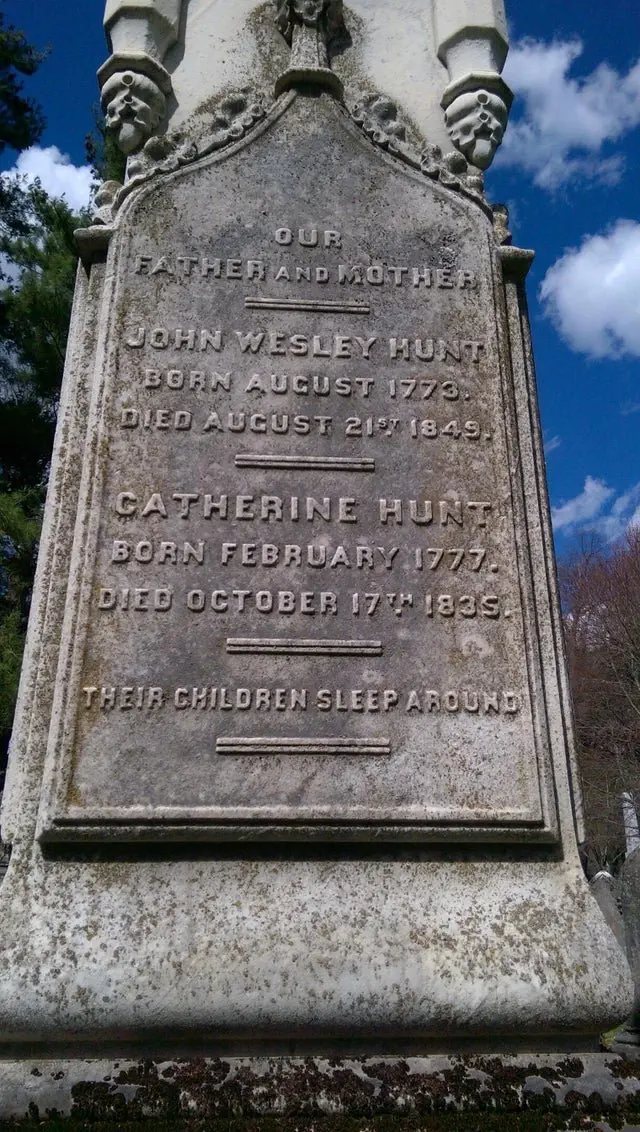 OUR
FATHER AND MOTHER
JOHN WESLEY HUNT
BORN AUGUST 1773.
DIED AUGUST 21ST 1849.
CATHERINE HUNT
BORN FEBRUARY 1777.
DIED OCTOBER 17TH 1835.
THEIR CHILDREN SLEEP AROUND